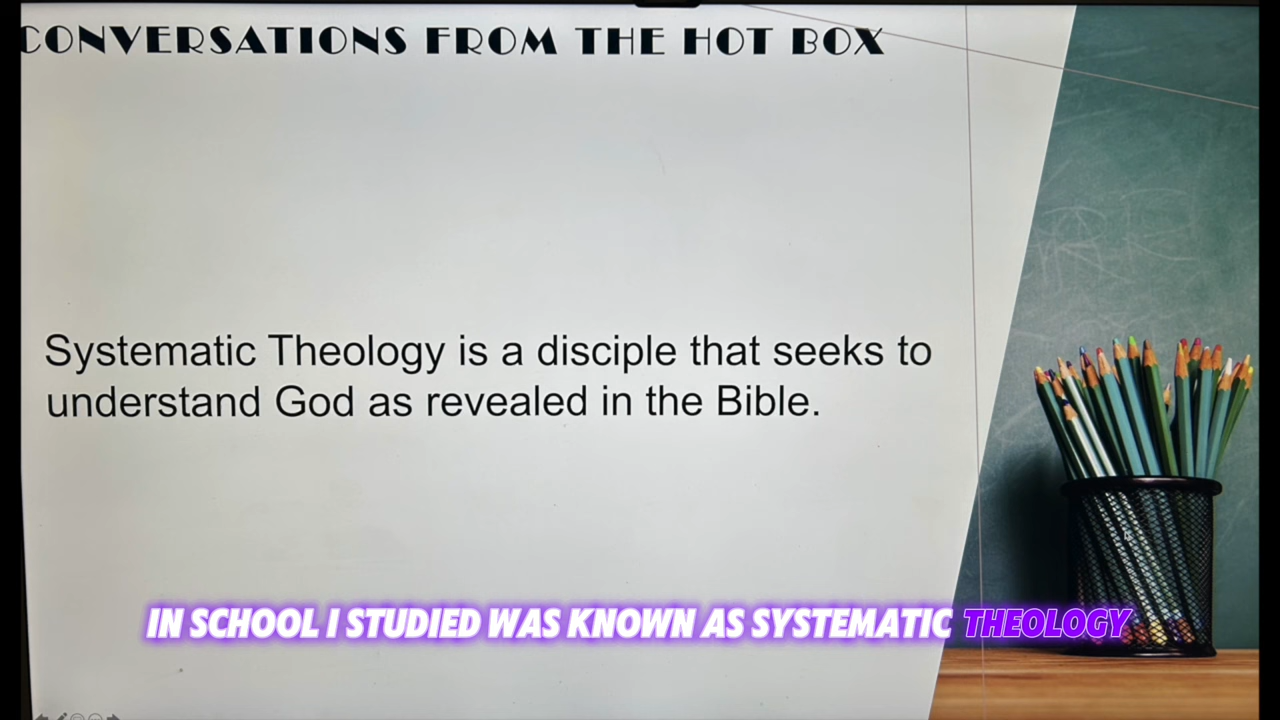 CONVERSATIONS FROM THE HOT BOX
Systematic Theology is a disciple that seeks to
understand God as revealed in the Bible.
IN SCHOOL I STUDIED WAS KNOWN AS SYSTEMATIC THEOLOGY